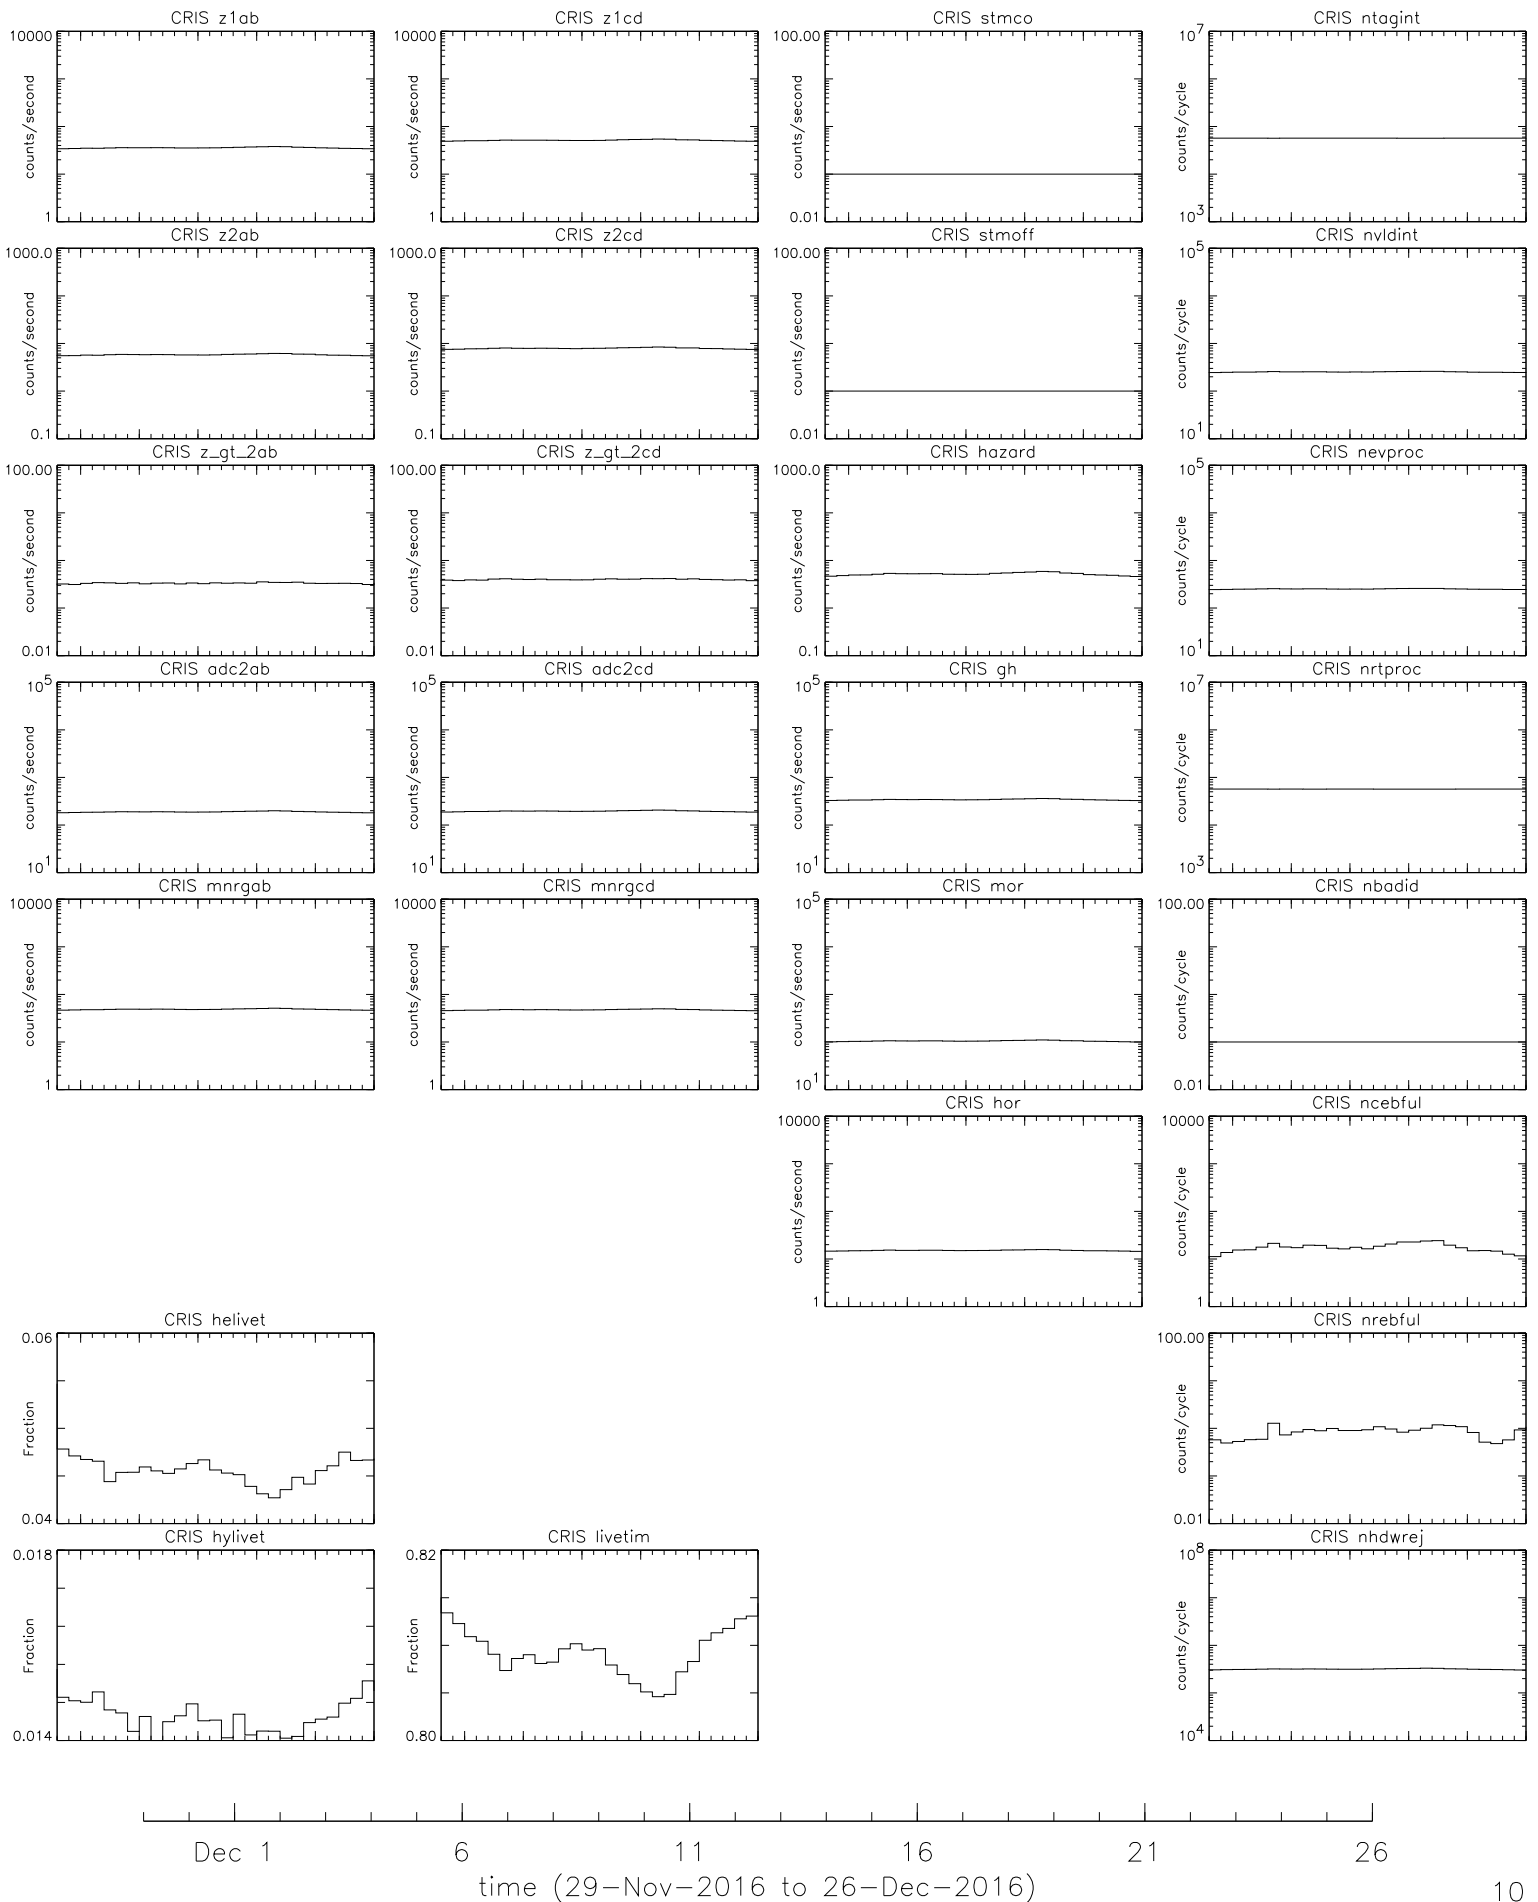 CRIS z1ab CRIS z1cd CRIS stmco CRIS ntagint
10000 10000 100.00 10^7
counts/second counts/second counts/second counts/cycle
1 1 0.01 10^3
CRIS z2ab CRIS z2cd CRIS stmoff CRIS nvldint
1000.0 1000.0 100.00 10^5
counts/second counts/second counts/second counts/cycle
0.1 0.1 0.01 10^1
CRIS z_gt_2ab CRIS z_gt_2cd CRIS hazard CRIS nevproc
100.00 100.00 1000.0 10^5
counts/second counts/second counts/second counts/cycle
0.01 0.01 0.1 10^1
CRIS adc2ab CRIS adc2cd CRIS gh CRIS nrtproc
10^5 10^5 10^5 10^7
counts/second counts/second counts/second counts/cycle
10^1 10^1 10^1 10^3
CRIS mnrgab CRIS mnrgcd CRIS mor CRIS nbadid
10000 10000 10^5 100.00
counts/second counts/second counts/second counts/cycle
1 1 10^1 0.01
CRIS hor CRIS ncebful
10000 10000
counts/second counts/cycle
1 1
CRIS helivet CRIS nrebful
0.06 100.00
Fraction counts/cycle
0.04 0.01
CRIS hylivet CRIS livetim CRIS nhdwrej
0.018 0.82 10^8
Fraction Fraction counts/cycle
0.014 0.80 10^4
Dec 1 6 11 16 21 26
time (29-Nov-2016 to 26-Dec-2016)
10